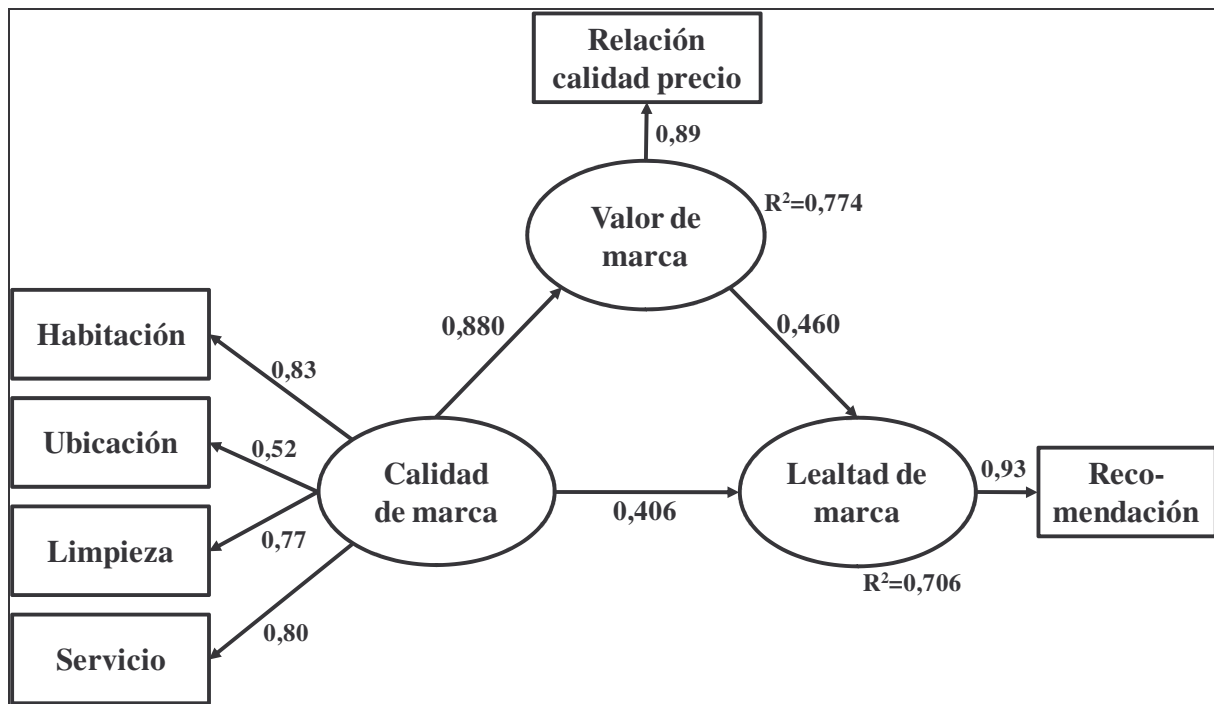 Relación
calidad precio
0,89
Valor de
marca
R²=0,774
Habitación
0,83
0,880
0,460
Ubicación
0,52
Calidad
de marca
0,406
Lealtad de
marca
0,93
Reco-
mendación
Limpieza
0,77
R²=0,706
Servicio
0,80